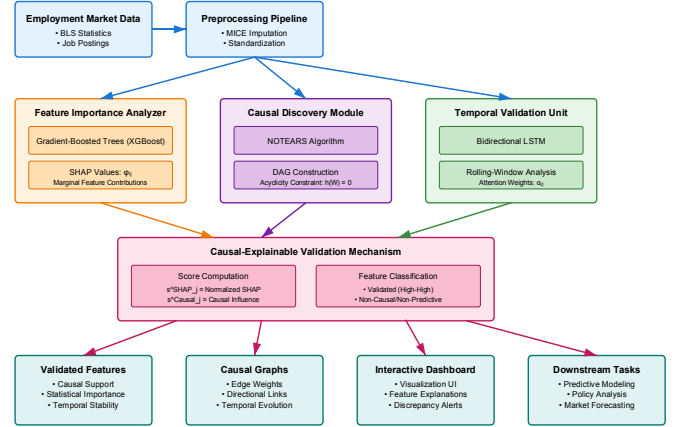 Employment Market Data
• BLS Statistics
• Job Postings
Preprocessing Pipeline
• MICE Imputation
• Standardization
Feature Importance Analyzer
Gradient-Boosted Trees (XGBoost)
SHAP Values: φᵢⱼ
Marginal Feature Contributions
Causal Discovery Module
NOTEARS Algorithm
DAG Construction
Acyclicity Constraint: h(W) = 0
Temporal Validation Unit
Bidirectional LSTM
Rolling-Window Analysis
Attention Weights: αᵢⱼ
Causal-Explainable Validation Mechanism
Score Computation
s^SHAP_j = Normalized SHAP
s^Causal_j = Causal Influence
Feature Classification
• Validated (High-High)
• Non-Causal/Non-Predictive
Validated Features
• Causal Support
• Statistical Importance
• Temporal Stability
Causal Graphs
• Edge Weights
• Directional Links
• Temporal Evolution
Interactive Dashboard
• Visualization UI
• Feature Explanations
• Discrepancy Alerts
Downstream Tasks
• Predictive Modeling
• Policy Analysis
• Market Forecasting